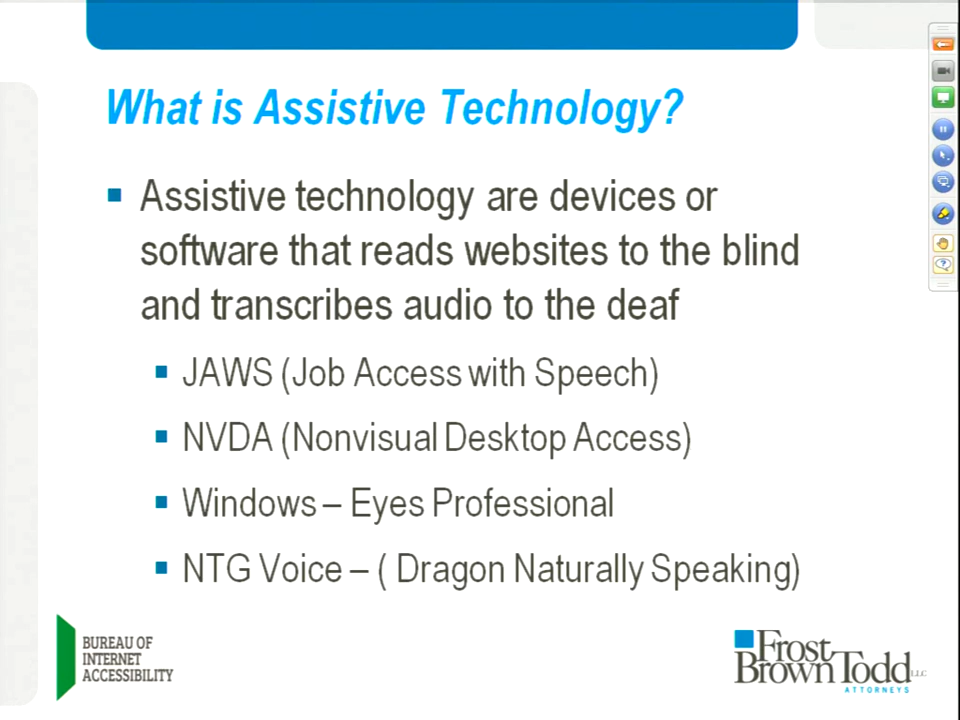 What is Assistive Technology?
Assistive technology are devices or
software that reads websites to the blind
and transcribes audio to the deaf
JAWS (Job Access with Speech)
NVDA (Nonvisual Desktop Access)
Windows – Eyes Professional
NTG Voice – ( Dragon Naturally Speaking)
BUREAU OF
INTERNET
ACCESSIBILITY
Frost
Brown Todd LLC
ATTORNEYS